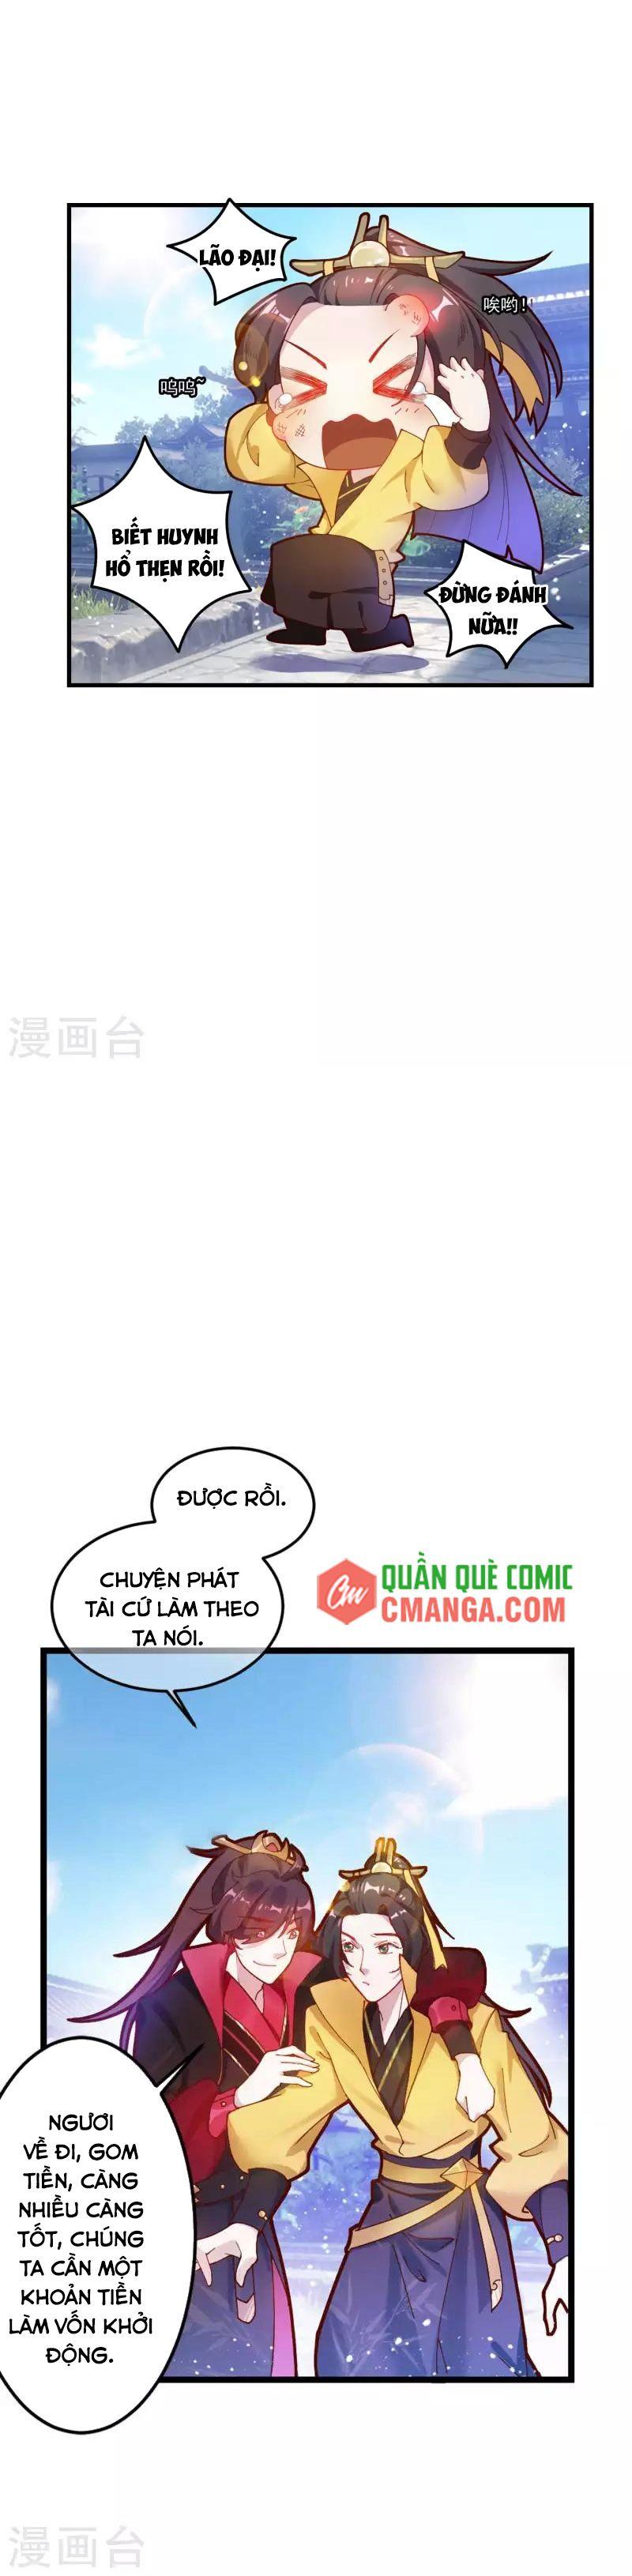 LÃO ĐẠI!
唉哟!
呜呜~
BIẾT HUYNH
HỔ THẸN RỒI!
ĐỪNG ĐÁNH
NỮA!!
漫画台
ĐƯỢC RỒI.
CHUYỆN PHÁT
TÀI CỨ LÀM THEO
TA NÓI.
Cm
QUẦN QUÈ COMIC
CMANGA.COM
NGƯƠI
VỀ ĐI, GOM
TIỀN, CÀNG
NHIỀU CÀNG
TỐT, CHÚNG
TA CẦN MỘT
KHOẢN TIỀN
LÀM VỐN KHỞI
ĐỘNG.
漫画台